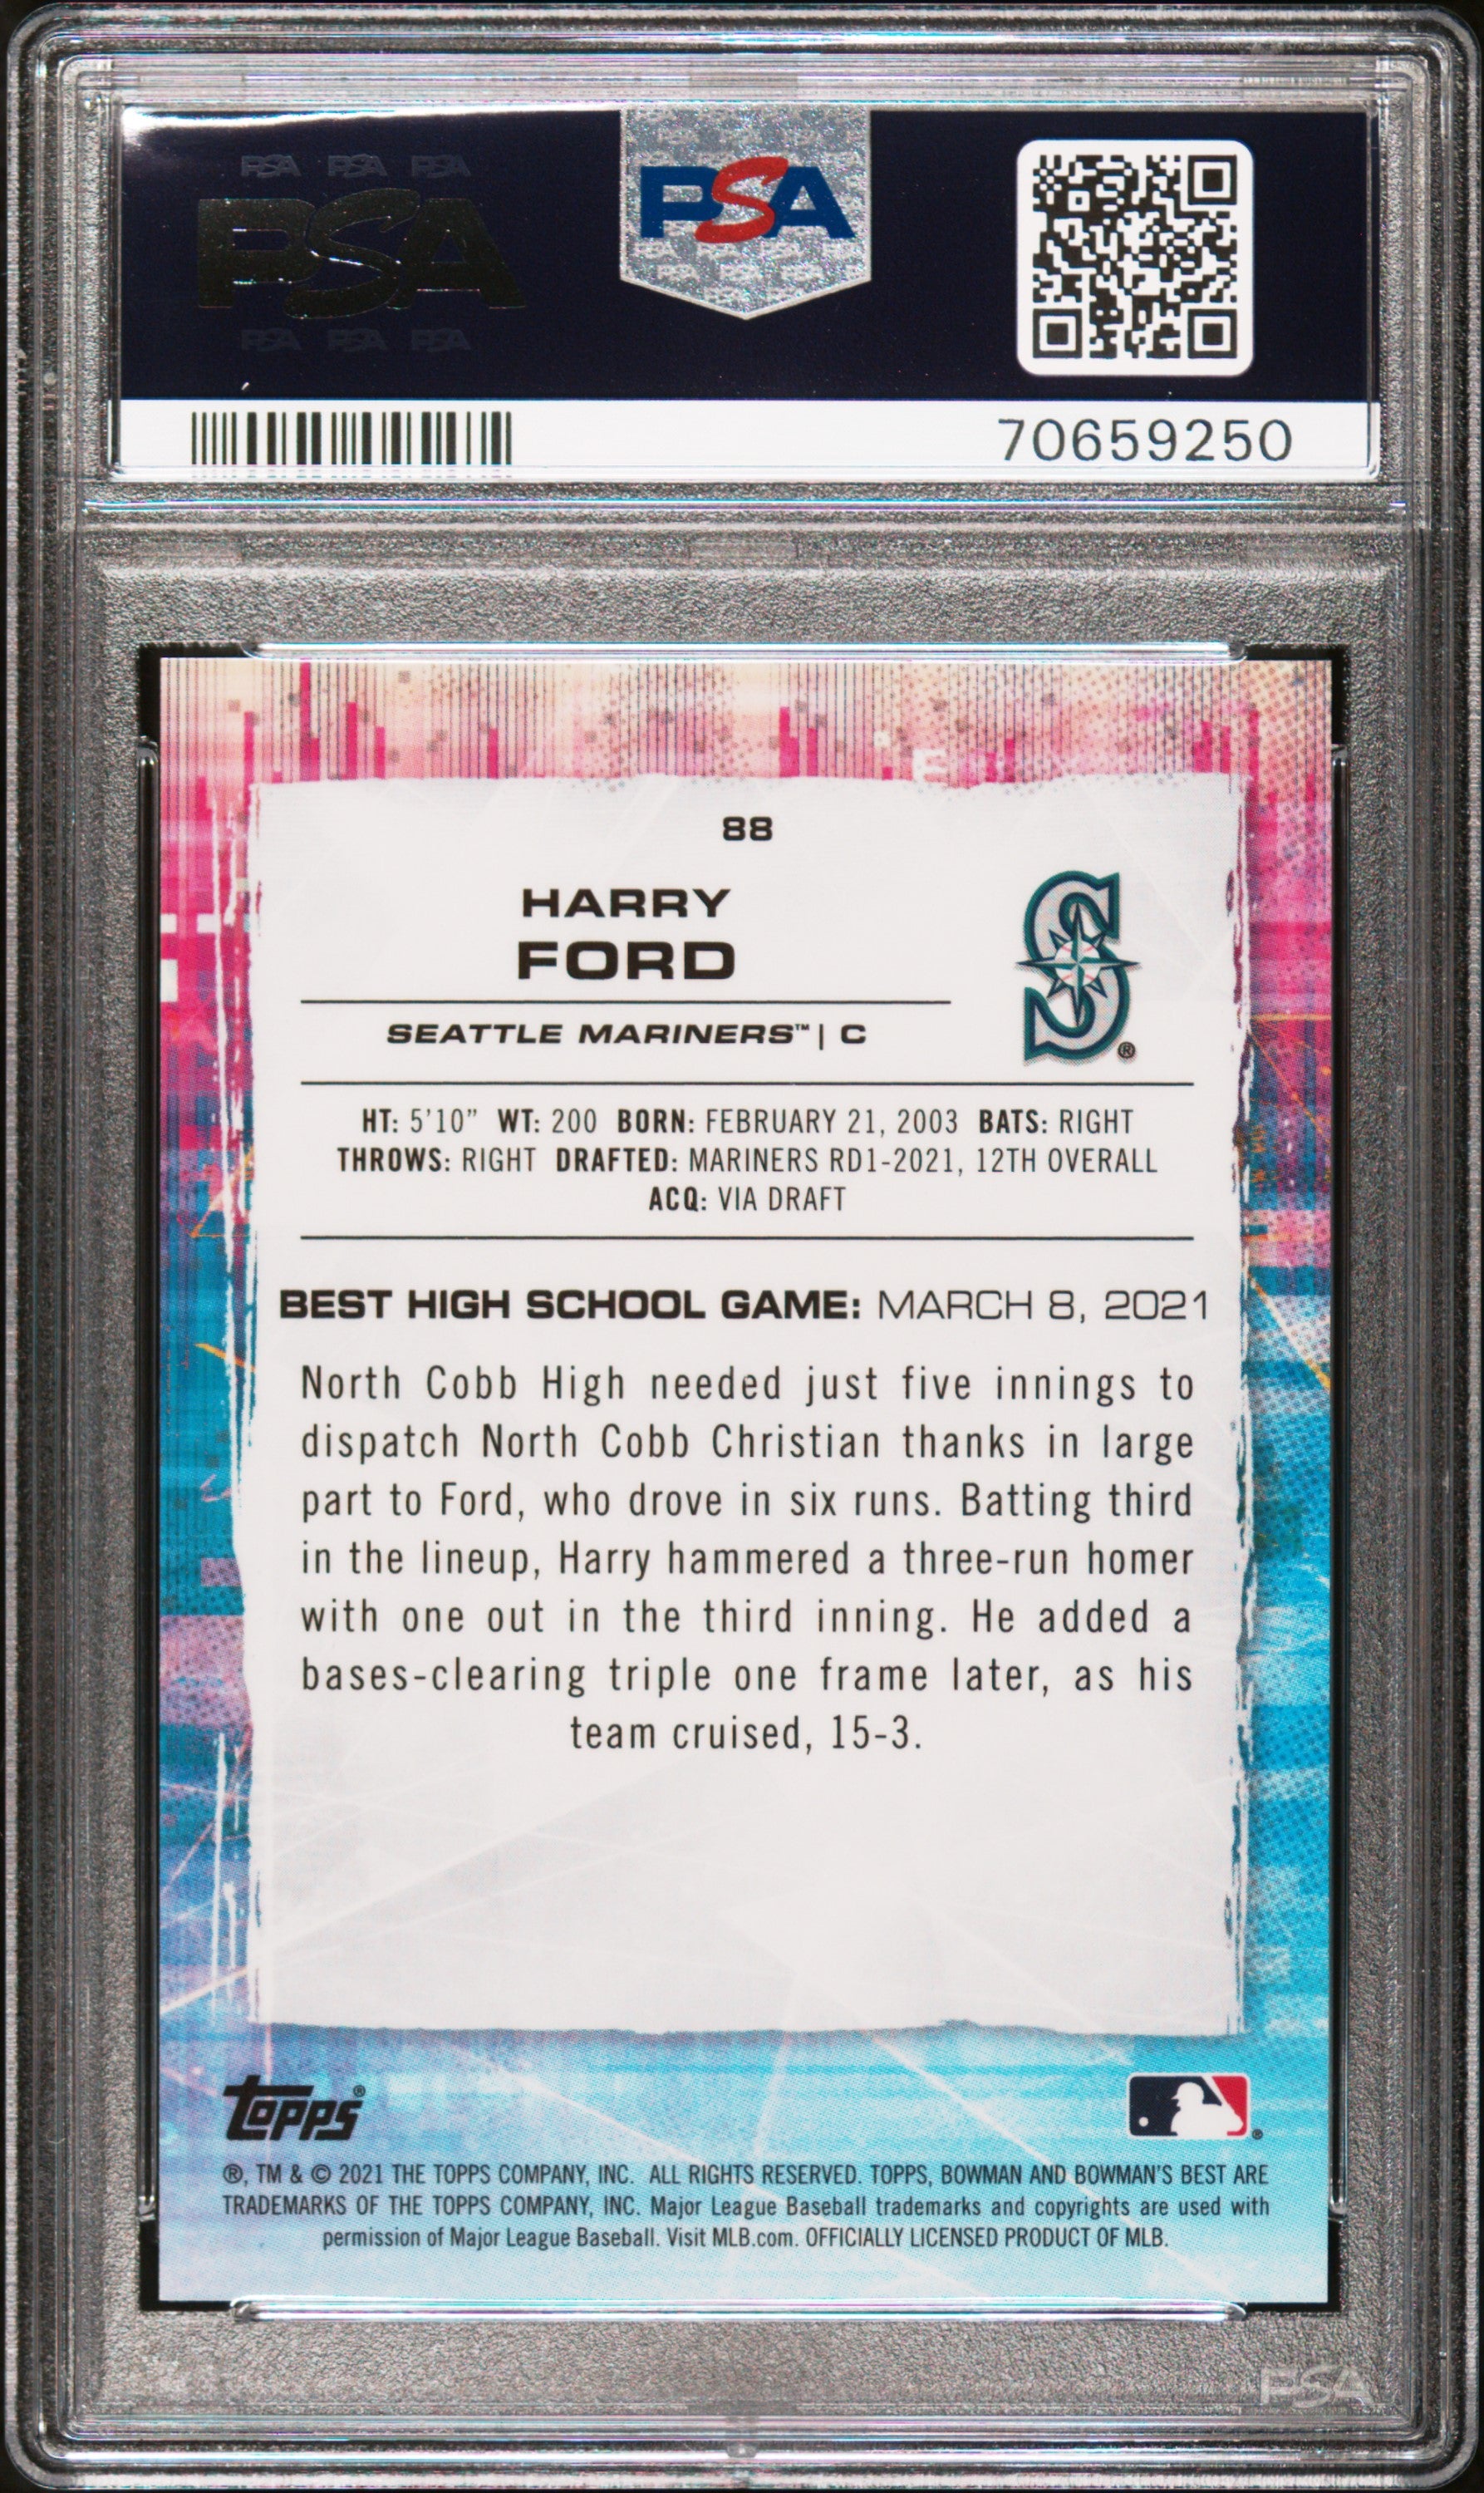 PSA PSA PSA
PSA
PSA PSA PSA
PSA
70659250
88
HARRY
FORD
SEATTLE MARINERS™ | C
S®
HT: 5'10" WT: 200 BORN: FEBRUARY 21, 2003 BATS: RIGHT
THROWS: RIGHT DRAFTED: MARINERS RD1-2021, 12TH OVERALL
ACQ: VIA DRAFT
BEST HIGH SCHOOL GAME: MARCH 8, 2021
North Cobb High needed just five innings to
dispatch North Cobb Christian thanks in large
part to Ford, who drove in six runs. Batting third
in the lineup, Harry hammered a three-run homer
with one out in the third inning. He added a
bases-clearing triple one frame later, as his
team cruised, 15-3.
topps®
®, TM & © 2021 THE TOPPS COMPANY, INC. ALL RIGHTS RESERVED. TOPPS, BOWMAN AND BOWMAN'S BEST ARE
TRADEMARKS OF THE TOPPS COMPANY, INC. Major League Baseball trademarks and copyrights are used with
permission of Major League Baseball. Visit MLB.com. OFFICIALLY LICENSED PRODUCT OF MLB.
PSA